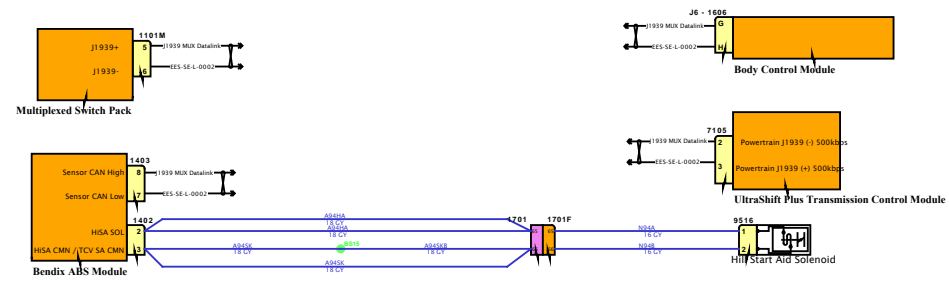 1101M
J1939+
5
J1939 MUX Datalink
J1939-
6
EES-SE-L-0002
Multiplexed Switch Pack
J6 - 1606
G
J1939 MUX Datalink
H
EES-SE-L-0002
Body Control Module
7105
2
J1939 MUX Datalink
Powertrain J1939 (-) 500kbps
3
EES-SE-L-0002
Powertrain J1939 (+) 500kbps
UltraShift Plus Transmission Control Module
1403
Sensor CAN High
8
J1939 MUX Datalink
Sensor CAN Low
7
EES-SE-L-0002
1402
HiSA SOL
2
HiSA CMN / TCV SA CMN
3
Bendix ABS Module
A94HA
18 GY
A94HA
18 GY
A94SK
18 GY
BS15
A94SKB
18 GY
A94SK
18 GY
1701
1701F
N94A
16 GY
N94B
16 GY
9516
1
2
Hill Start Aid Solenoid